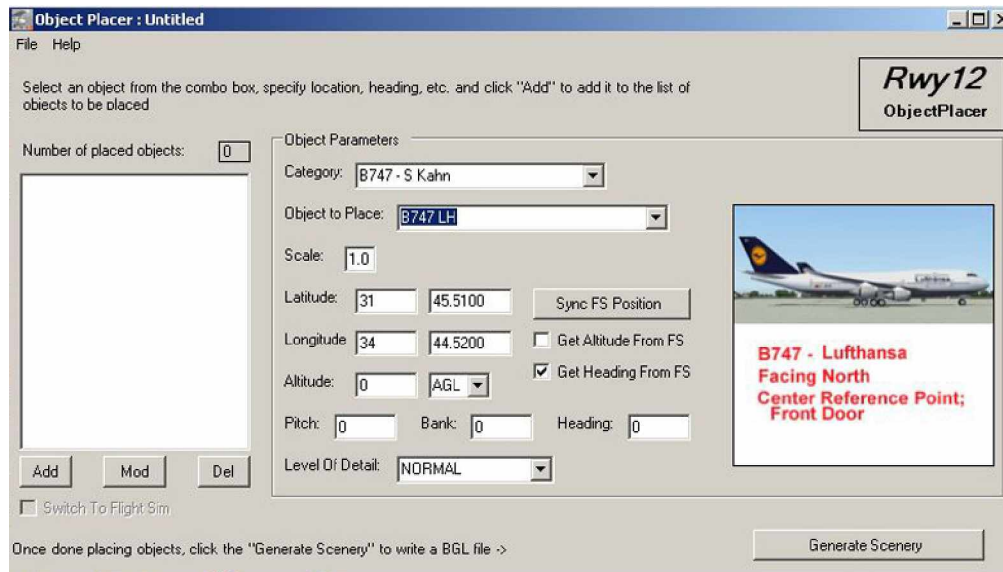 Object Placer : Untitled
File Help
Select an object from the combo box, specify location, heading, etc. and click "Add" to add it to the list of
objects to be placed
Rwy12
ObjectPlacer
Number of placed objects: 0
Object Parameters
Category: B747 - S Kahn
Object to Place: B747 LH
Scale: 1.0
Latitude: 31 45.5100 Sync FS Position
Longitude 34 44.5200 Get Altitude From FS
Altitude: 0 AGL Get Heading From FS
Pitch: 0 Bank: 0 Heading: 0
Level Of Detail: NORMAL
B747 - Lufthansa
Facing North
Center Reference Point;
Front Door
Add Mod Del
Switch To Flight Sim
Once done placing objects, click the "Generate Scenery" to write a BGL file ->
Generate Scenery